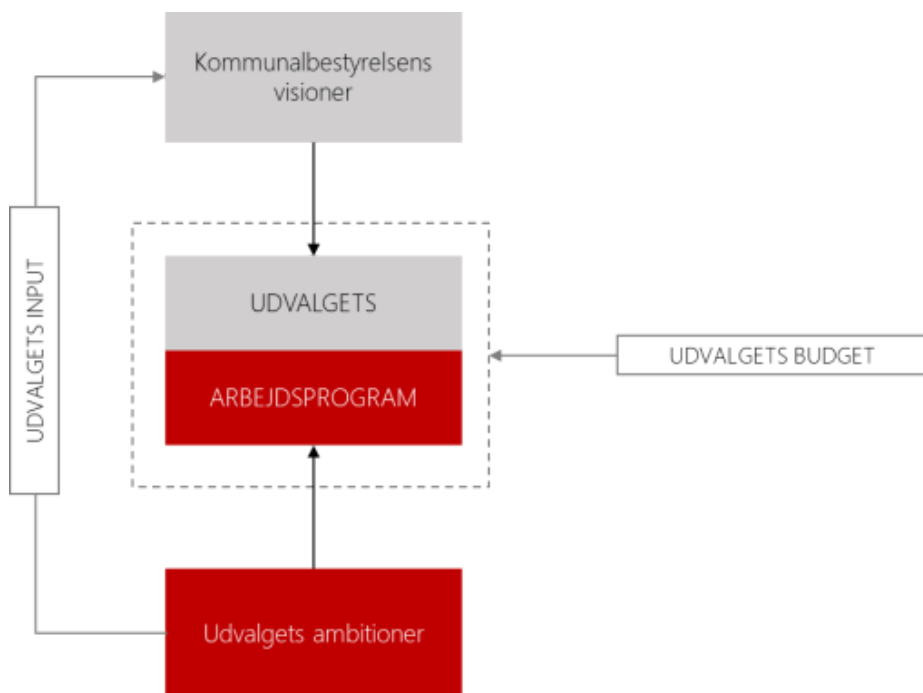 Kommunalbestyrelsens
visioner
UDVALGETS INPUT
UDVALGETS
ARBEJDSPROGRAM
UDVALGETS BUDGET
Udvalgets ambitioner